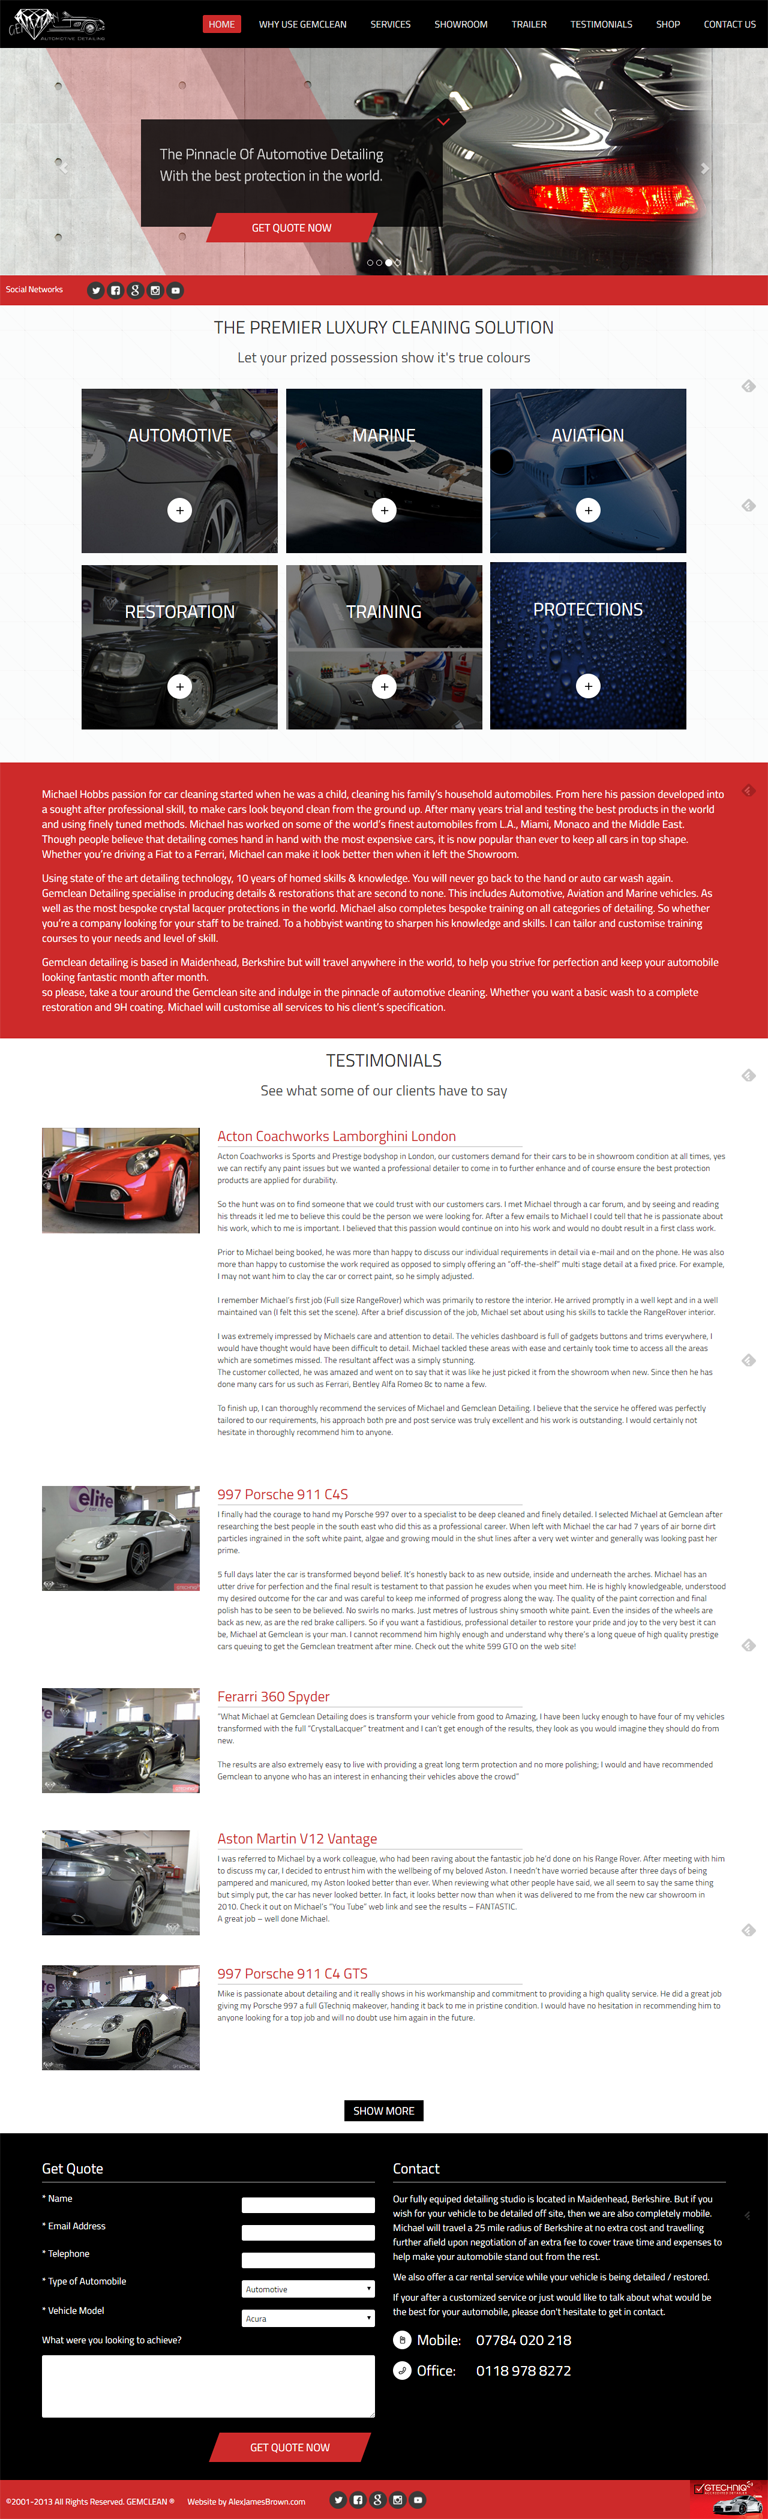 GEMCLEAN
AUTOMOTIVE DETAILING
HOME
WHY USE GEMCLEAN
SERVICES
SHOWROOM
TRAILER
TESTIMONIALS
SHOP
CONTACT US
The Pinnacle Of Automotive Detailing
With the best protection in the world.
GET QUOTE NOW
Social Networks
THE PREMIER LUXURY CLEANING SOLUTION
Let your prized possession show it's true colours
AUTOMOTIVE
MARINE
AVIATION
RESTORATION
TRAINING
PROTECTIONS
Michael Hobbs passion for car cleaning started when he was a child, cleaning his family's household automobiles. From here his passion developed into
a sought after professional skill, to make cars look beyond clean from the ground up. After many years trial and testing the best products in the world
and using finely tuned methods. Michael has worked on some of the world's finest automobiles from L.A., Miami, Monaco and the Middle East.
Though people believe that detailing comes hand in hand with the most expensive cars, it is now popular than ever to keep all cars in top shape.
Whether you're driving a Fiat to a Ferrari, Michael can make it look better then when it left the Showroom.
Using state of the art detailing technology, 10 years of homed skills & knowledge. You will never go back to the hand or auto car wash again.
Gemclean Detailing specialise in producing details & restorations that are second to none. This includes Automotive, Aviation and Marine vehicles. As
well as the most bespoke crystal lacquer protections in the world. Michael also completes bespoke training on all categories of detailing. So whether
you're a company looking for your staff to be trained. To a hobbyist wanting to sharpen his knowledge and skills. I can tailor and customise training
courses to your needs and level of skill.
Gemclean detailing is based in Maidenhead, Berkshire but will travel anywhere in the world, to help you strive for perfection and keep your automobile
looking fantastic month after month.
so please, take a tour around the Gemclean site and indulge in the pinnacle of automotive cleaning. Whether you want a basic wash to a complete
restoration and 9H coating. Michael will customise all services to his client's specification.
TESTIMONIALS
See what some of our clients have to say
Acton Coachworks Lamborghini London
Acton Coachworks is Sports and Prestige bodyshop in London, our customers demand for their cars to be in showroom condition at all times, yes
we can rectify any paint issues but we wanted a professional detailer to come in to further enhance and of course ensure the best protection
products are applied for durability.
So the hunt was on to find someone that we could trust with our customers cars. I met Michael through a car forum, and by seeing and reading
his threads it led me to believe this could be the person we were looking for. After a few emails to Michael I could tell that he is passionate about
his work, which to me is important. I believed that this passion would continue on into his work and would no doubt result in a first class work.
Prior to Michael being booked, he was more than happy to discuss our individual requirements in detail via e-mail and on the phone. He was also
more than happy to customise the work required as opposed to simply offering an "off-the-shelf" multi stage detail at a fixed price. For example,
I may not want him to clay the car or correct paint, so he simply adjusted.
I remember Michael's first job (Full size RangeRover) which was primarily to restore the interior. He arrived promptly in a well kept and in a well
maintained van (I felt this set the scene). After a brief discussion of the job, Michael set about using his skills to tackle the RangeRover interior.
I was extremely impressed by Michaels care and attention to detail. The vehicles dashboard is full of gadgets buttons and trims everywhere, I
would have thought would have been difficult to detail. Michael tackled these areas with ease and certainly took time to access all the areas
which are sometimes missed. The resultant affect was a simply stunning.
The customer collected, he was amazed and went on to say that it was like he just picked it from the showroom when new. Since then he has
done many cars for us such as Ferrari, Bentley Alfa Romeo 8c to name a few.
To finish up, I can thoroughly recommend the services of Michael and Gemclean Detailing. I believe that the service he offered was perfectly
tailored to our requirements, his approach both pre and post service was truly excellent and his work is outstanding. I would certainly not
hesitate in thoroughly recommend him to anyone.
elite
997 Porsche 911 C4S
I finally had the courage to hand my Porsche 997 over to a specialist to be deep cleaned and finely detailed. I selected Michael at Gemclean after
researching the best people in the south east who did this as a professional career. When left with Michael the car had 7 years of air borne dirt
particles ingrained in the soft white paint, algae and growing mould in the shut lines after a very wet winter and generally was looking past her
prime.
5 full days later the car is transformed beyond belief. It's honestly back to as new outside, inside and underneath the arches. Michael has an
utter drive for perfection and the final result is testament to that passion he exudes when you meet him. He is highly knowledgeable, understood
my desired outcome for the car and was careful to keep me informed of progress along the way. The quality of the paint correction and final
polish has to be seen to be believed. No swirls no marks. Just metres of lustrous shiny smooth white paint. Even the insides of the wheels are
back as new, as are the red brake callipers. So if you want a fastidious, professional detailer to restore your pride and joy to the very best it can
be, Michael at Gemclean is your man. I cannot recommend him highly enough and understand why there's a long queue of high quality prestige
cars queuing to get the Gemclean treatment after mine. Check out the white 599 GTO on the web site!
Ferarri 360 Spyder
"What Michael at Gemclean Detailing does is transform your vehicle from good to Amazing, I have been lucky enough to have four of my vehicles
transformed with the full "CrystalLacquer" treatment and I can't get enough of the results, they look as you would imagine they should do from
new.
The results are also extremely easy to live with providing a great long term protection and no more polishing; I would and have recommended
Gemclean to anyone who has an interest in enhancing their vehicles above the crowd"
Aston Martin V12 Vantage
I was referred to Michael by a work colleague, who had been raving about the fantastic job he'd done on his Range Rover. After meeting with him
to discuss my car, I decided to entrust him with the wellbeing of my beloved Aston. I needn't have worried because after three days of being
pampered and manicured, my Aston looked better than ever. When reviewing what other people have said, we all seem to say the same thing
but simply put, the car has never looked better. In fact, it looks better now than when it was delivered to me from the new car showroom in
2010. Check it out on Michael's "You Tube" web link and see the results – FANTASTIC.
A great job – well done Michael.
997 Porsche 911 C4 GTS
Mike is passionate about detailing and it really shows in his workmanship and commitment to providing a high quality service. He did a great job
giving my Porsche 997 a full GTechniq makeover, handing it back to me in pristine condition. I would have no hesitation in recommending him to
anyone looking for a top job and will no doubt use him again in the future.
SHOW MORE
Get Quote
* Name
* Email Address
* Telephone
* Type of Automobile
Automotive
* Vehicle Model
Acura
What were you looking to achieve?
GET QUOTE NOW
Contact
Our fully equiped detailing studio is located in Maidenhead, Berkshire. But if you
wish for your vehicle to be detailed off site, then we are also completely mobile.
Michael will travel a 25 mile radius of Berkshire at no extra cost and travelling
further afield upon negotiation of an extra fee to cover trave time and expenses to
help make your automobile stand out from the rest.
We also offer a car rental service while your vehicle is being detailed / restored.
If your after a customized service or just would like to talk about what would be
the best for your automobile, please don't hesitate to get in contact.
Mobile: 07784 020 218
Office: 0118 978 8272
©2001-2013 All Rights Reserved. GEMCLEAN ®
Website by AlexJamesBrown.com
GTECHNIQ